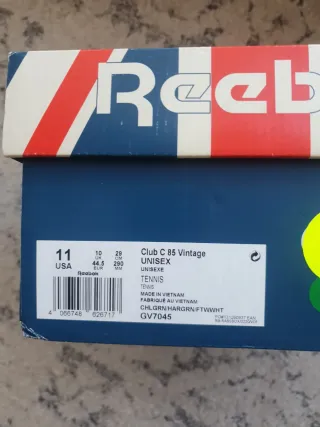 Reeb
11 10 29 Club C 85 Vintage
USA UK CM UNISEX
44.5 290 UNISEXE
EUR MM TENNIS
Reebok TENIS
MADE IN VIETNAM
FABRIQUÉ AU VIETNAM
CHLGRN/HARGRN/FTWWHT
4 066748 626717 GV7045